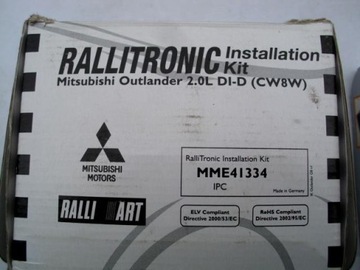 RALLITRONIC Installation Kit
Mitsubishi Outlander 2.0L DI-D (CW8W)
MITSUBISHI
MOTORS
RALLI ART
RalliTronic Installation Kit
MME41334
IPC
Made in Germany
ELV Compliant
Directive 2000/53/EC
RoHS Compliant
Directive 2002/95/EC